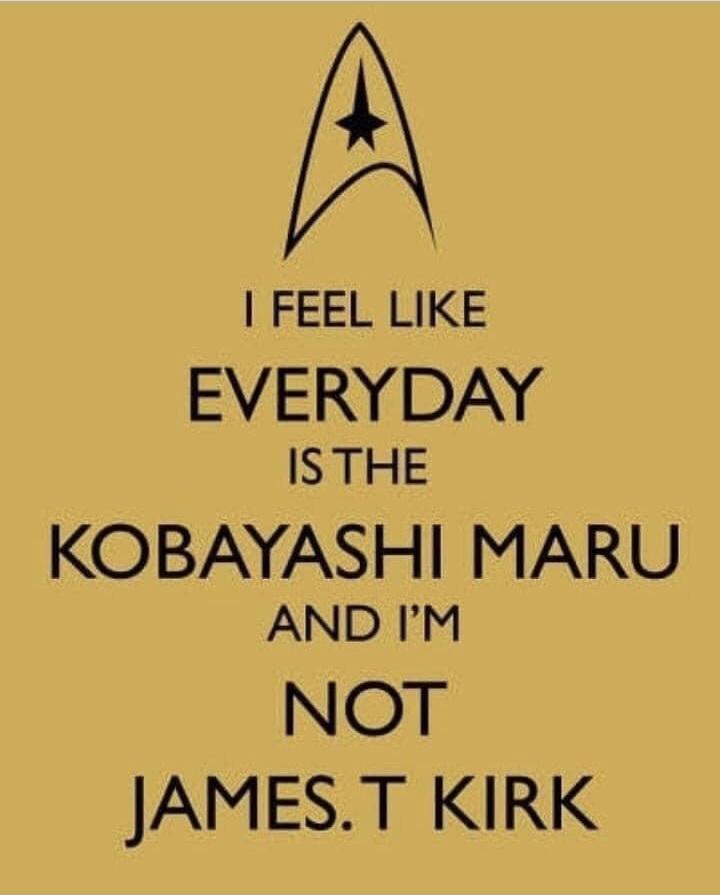 I FEEL LIKE
EVERYDAY
IS THE
KOBAYASHI MARU
AND I'M
NOT
JAMES.T KIRK